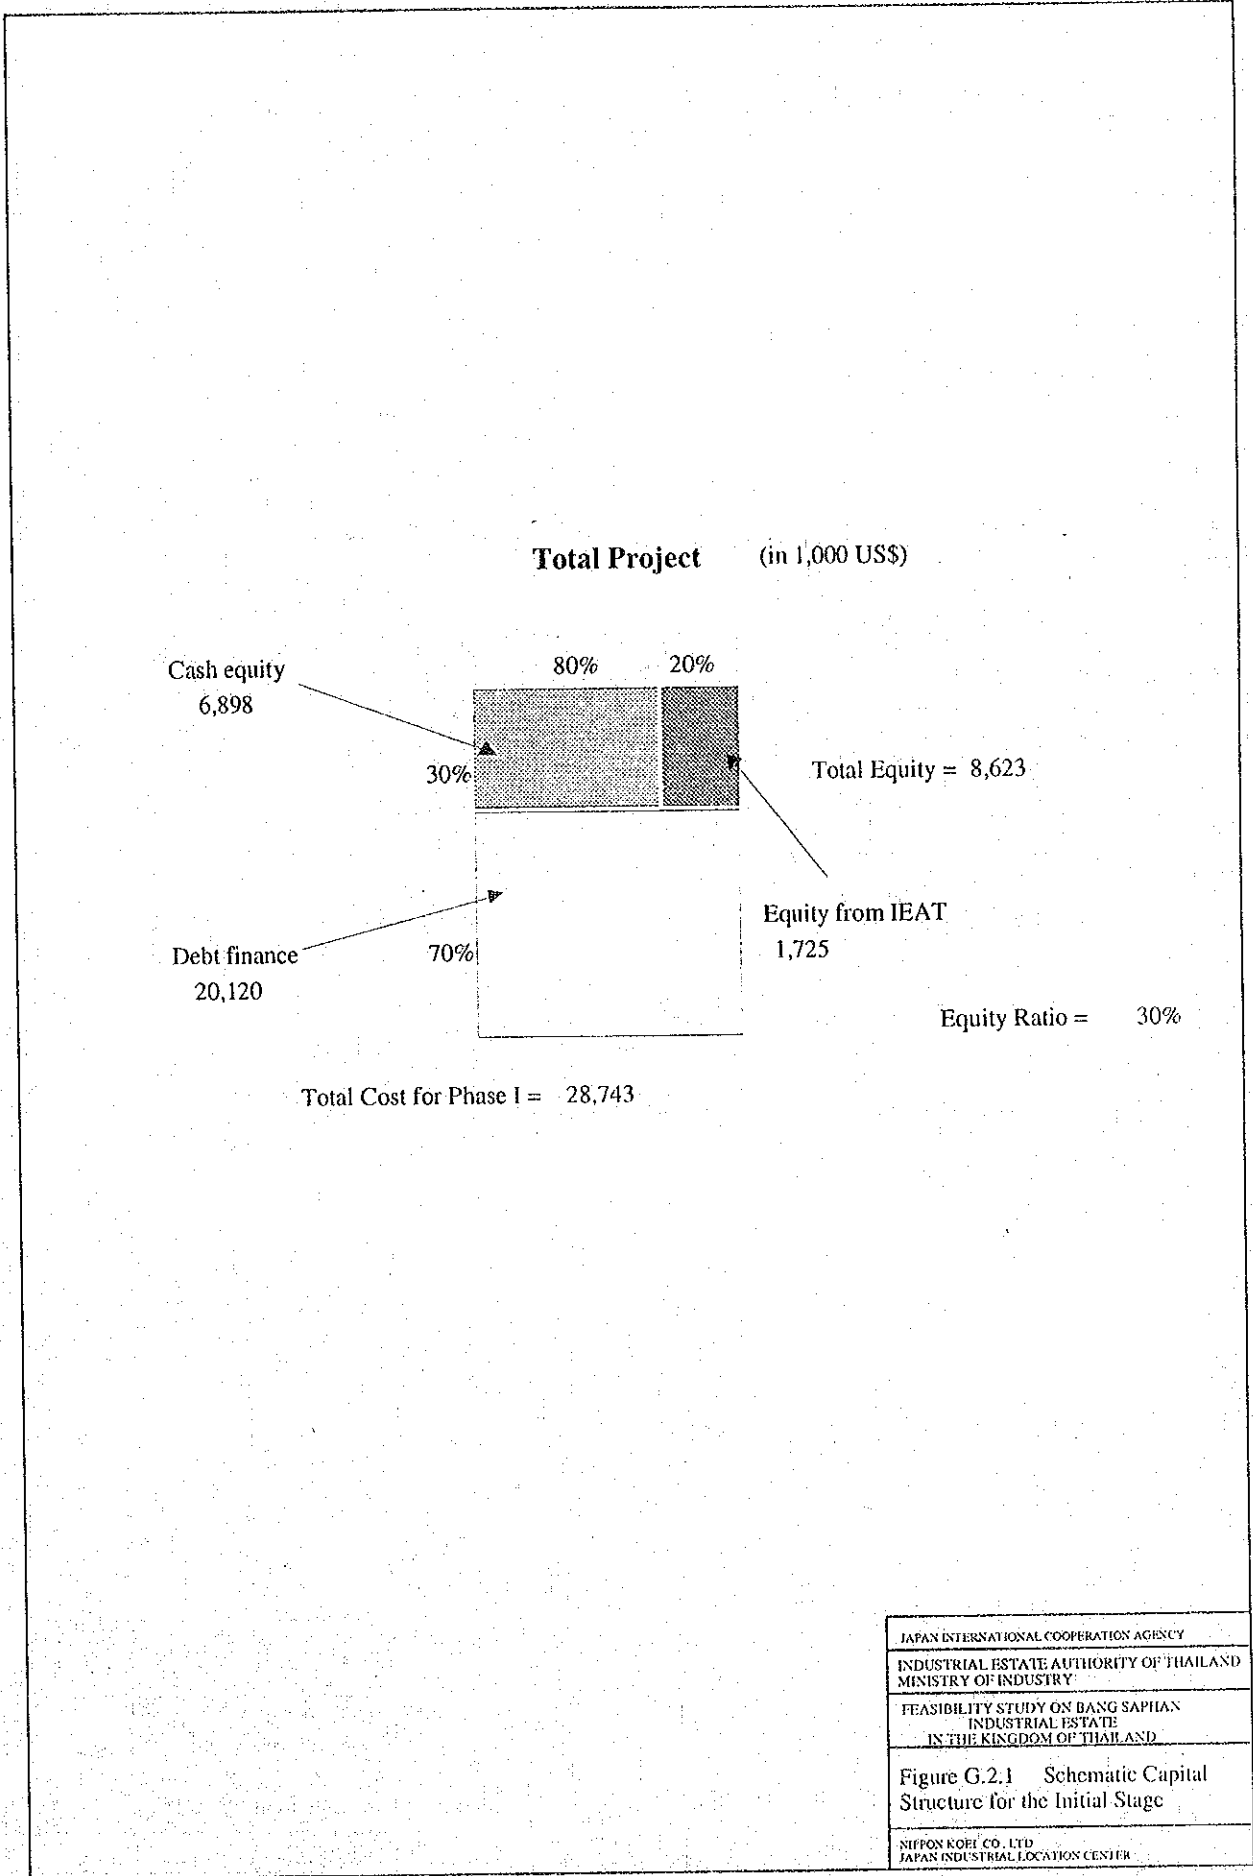 Total Project (in 1,000 US$)
Cash equity
6,898
80% 20%
30%
Total Equity = 8,623
Equity from IEAT
1,725
Debt finance
20,120
70%
Equity Ratio = 30%
Total Cost for Phase I = 28,743
JAPAN INTERNATIONAL COOPERATION AGENCY
INDUSTRIAL ESTATE AUTHORITY OF THAILAND
MINISTRY OF INDUSTRY
FEASIBILITY STUDY ON BANG SAPHAN
INDUSTRIAL ESTATE
IN THE KINGDOM OF THAILAND
Figure G.2.1 Schematic Capital
Structure for the Initial Stage
NIPPON KOEI CO., LTD
JAPAN INDUSTRIAL LOCATION CENTER